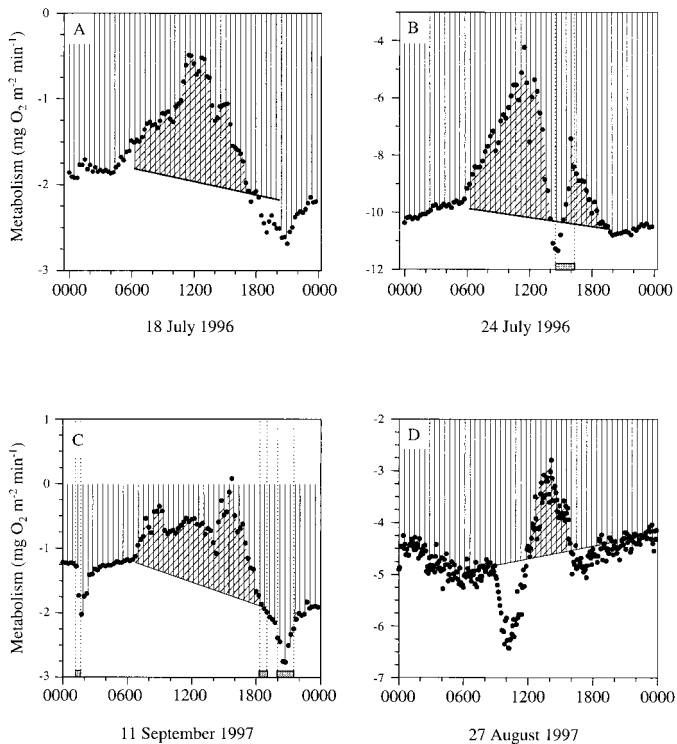 A
0
-1
-2
-3
Metabolism (mg O₂ m⁻² min⁻¹)
0000 0600 1200 1800 0000
18 July 1996
B
-4
-6
-8
-10
-12
0000 0600 1200 1800 0000
24 July 1996
C
1
0
-1
-2
-3
Metabolism (mg O₂ m⁻² min⁻¹)
0000 0600 1200 1800 0000
11 September 1997
D
-2
-3
-4
-5
-6
-7
0000 0600 1200 1800 0000
27 August 1997